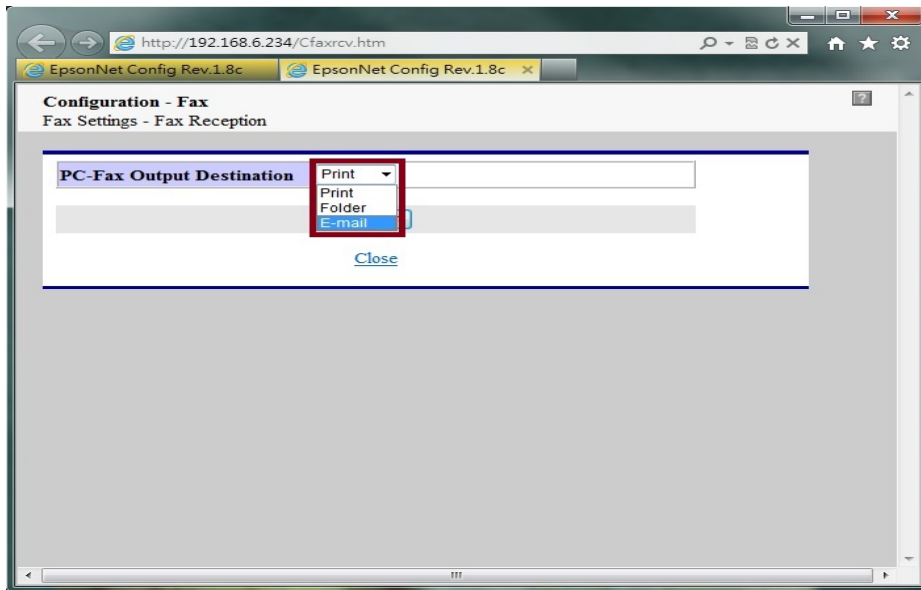 http://192.168.6.234/Cfaxrcv.htm
EpsonNet Config Rev.1.8c
EpsonNet Config Rev.1.8c
Configuration - Fax
Fax Settings - Fax Reception
?
PC-Fax Output Destination
Print
Print
Folder
E-mail
Close